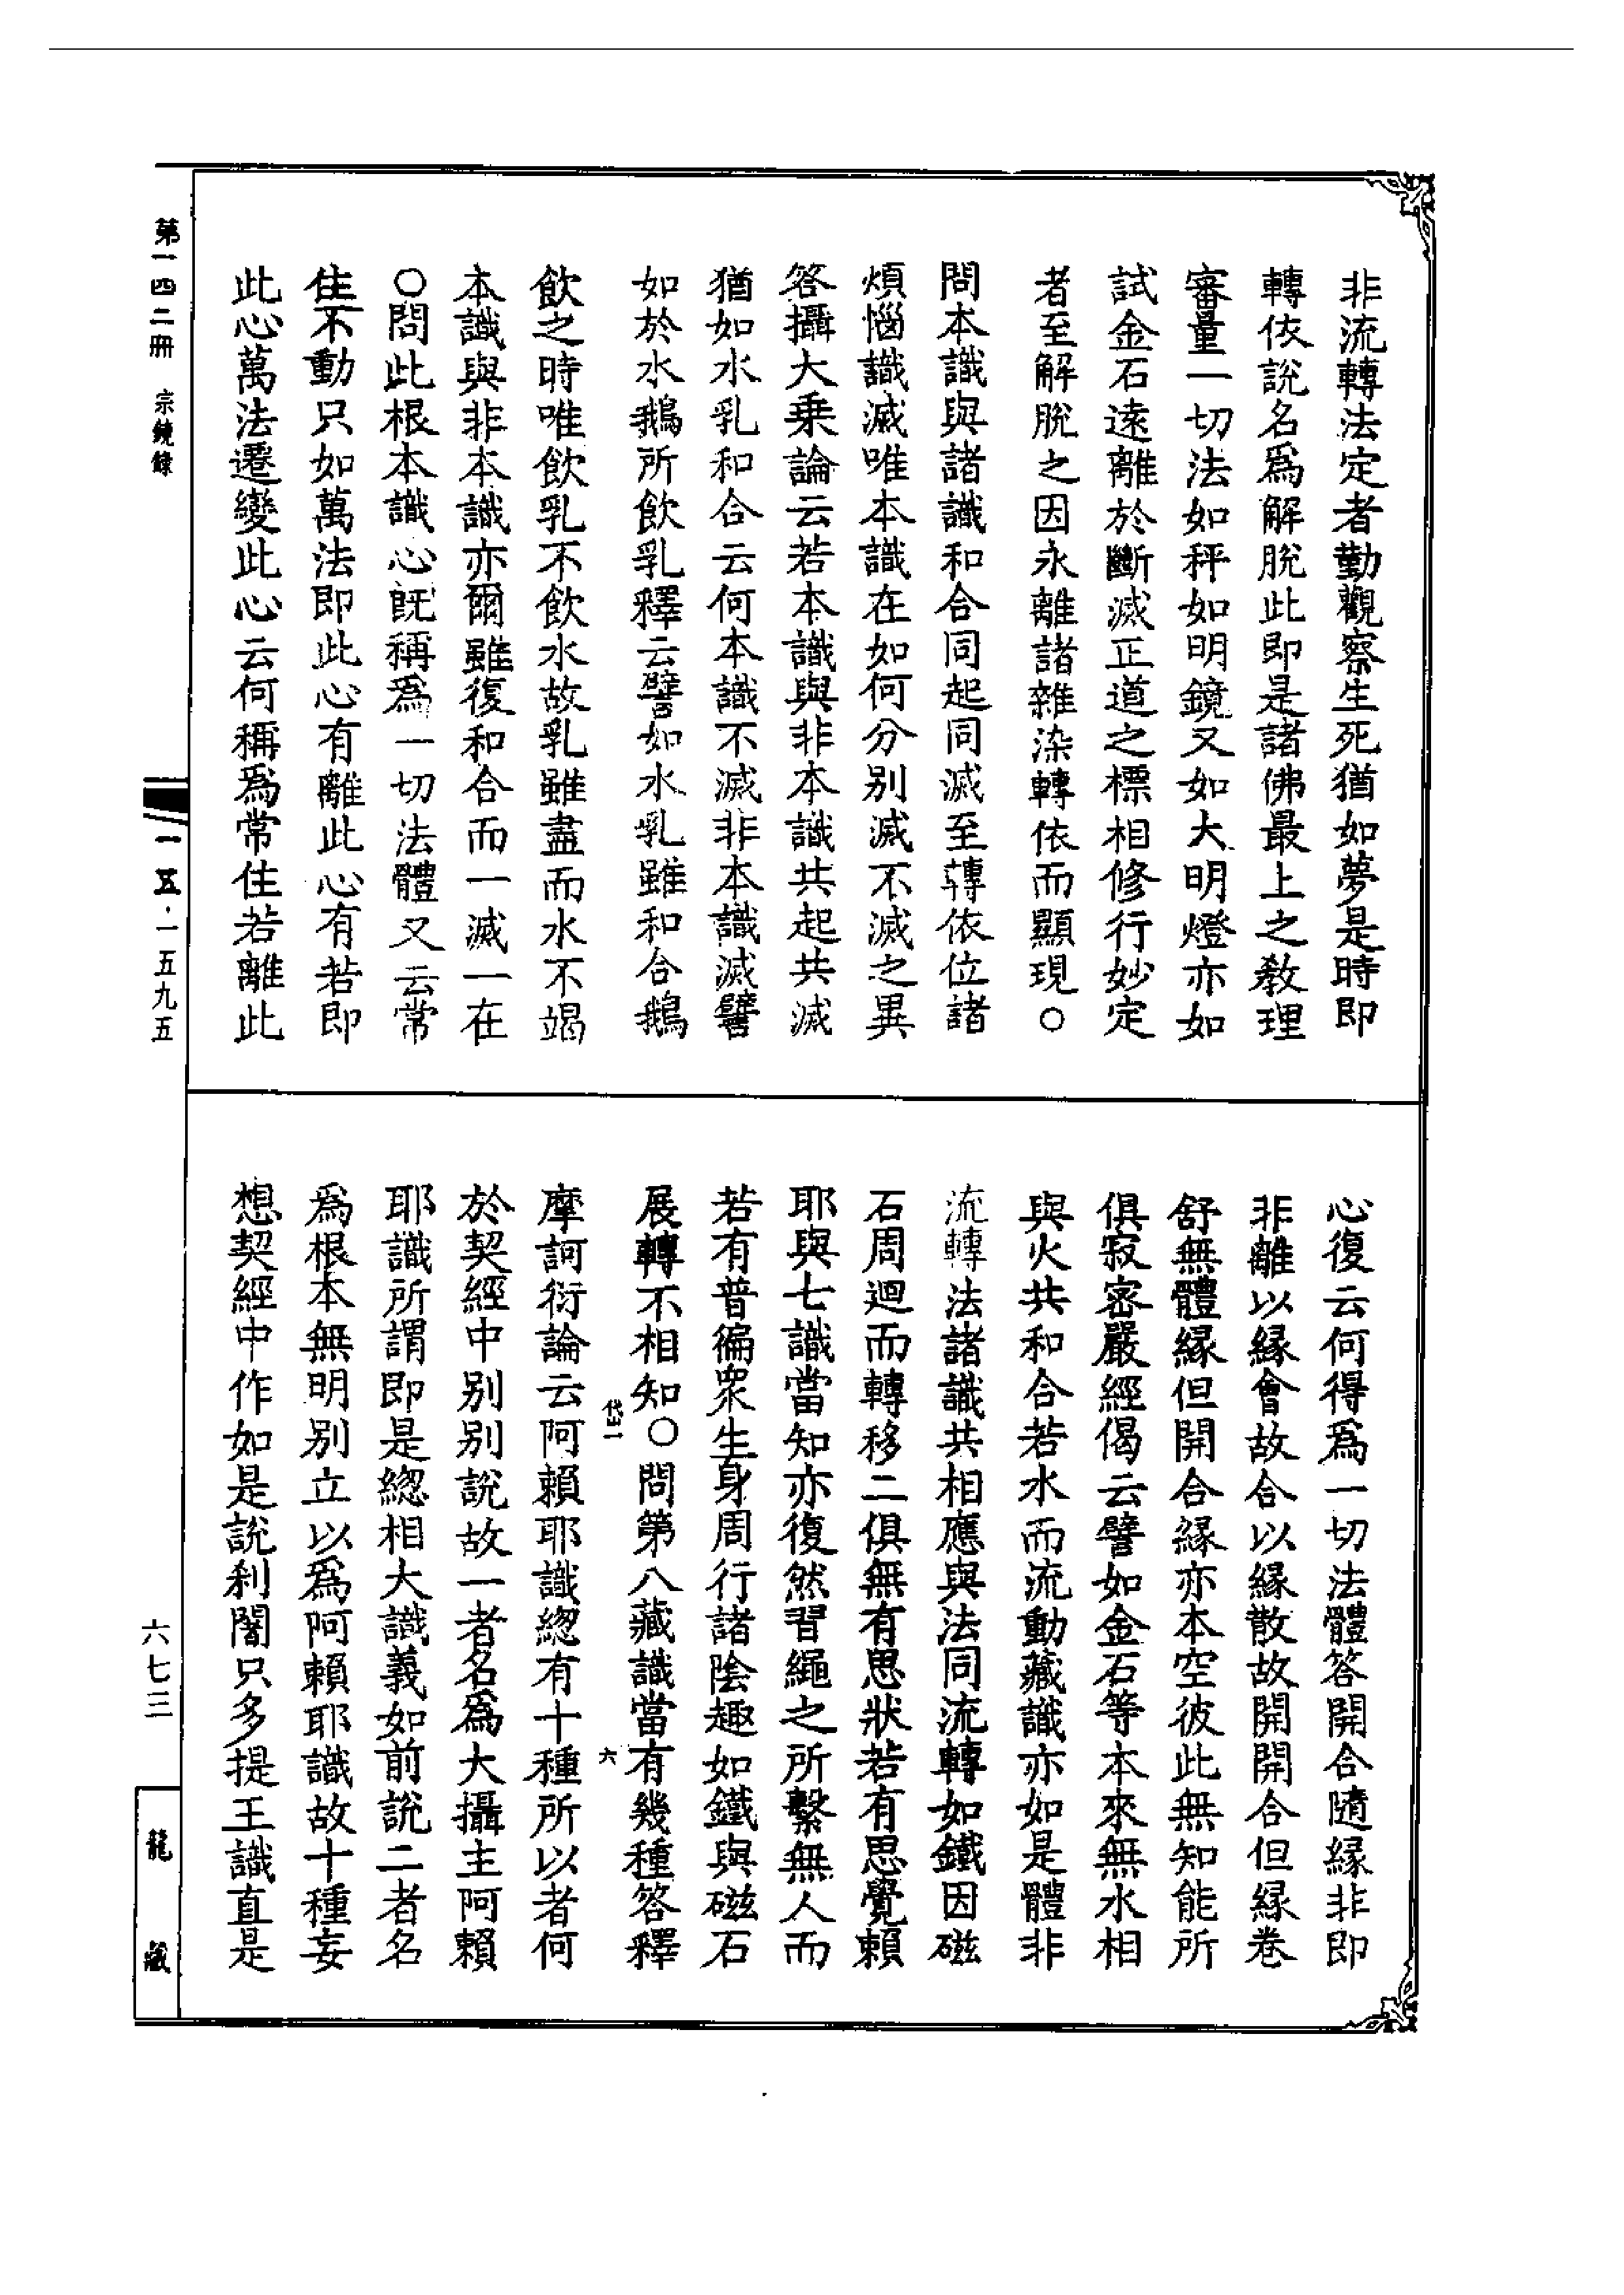 非流轉法定者勤觀察生死猶如夢是時即
轉依說名爲解脫此即是諸佛最上之教理
審量一切法如秤如明鏡又如大明燈亦如
試金石遠離於斷滅正道之標相修行妙定
者至解脫之因永離諸雜染轉依而顯現○
問本識與諸識和合同起同滅至轉依位諸
煩惱識滅唯本識在如何分別滅不滅之異
答攝大乗論云若本識與非本識共起共滅
猶如水乳和合云何本識不滅非本識滅譬
如於水鵝所飲乳釋云譬如水乳雖和合鵝
飲之時唯飲乳不飲水故乳雖盡而水不竭
本識與非本識亦爾雖復和合而一滅一在
○問此根本識心旣稱爲一切法體又云常
住不動只如萬法即此心有離此心有若即
此心萬法遷變此心云何稱爲常住若離此
心復云何得爲一切法體答開合隨緣非即
非離以緣會故合以緣散故開開合但緣卷
舒無體緣但開合緣亦本空彼此無知能所
俱寂密嚴經偈云譬如金石等本來無水相
與火共和合若水而流動藏識亦如是體非
流轉法諸識共相應與法同流轉如鐵因磁
石周迴而轉移二俱無有思狀若有思覺賴
耶與七識當知亦復然習繩之所繫無人而
若有普徧衆生身周行諸陰趣如鐵與磁石
展轉不相知○問第八藏識當有幾種答釋
摩訶衍論云阿賴耶識總有十種所以者何
於契經中別別說故一者名爲大攝主阿賴
耶識所謂即是總相大識義如前說二者名
爲根本無明別立以爲阿賴耶識故十種妄
想契經中作如是說刹闍只多提王識直是
岱一
六
第一四二冊 宗鏡錄
一五·一五九五
六七三
龍藏